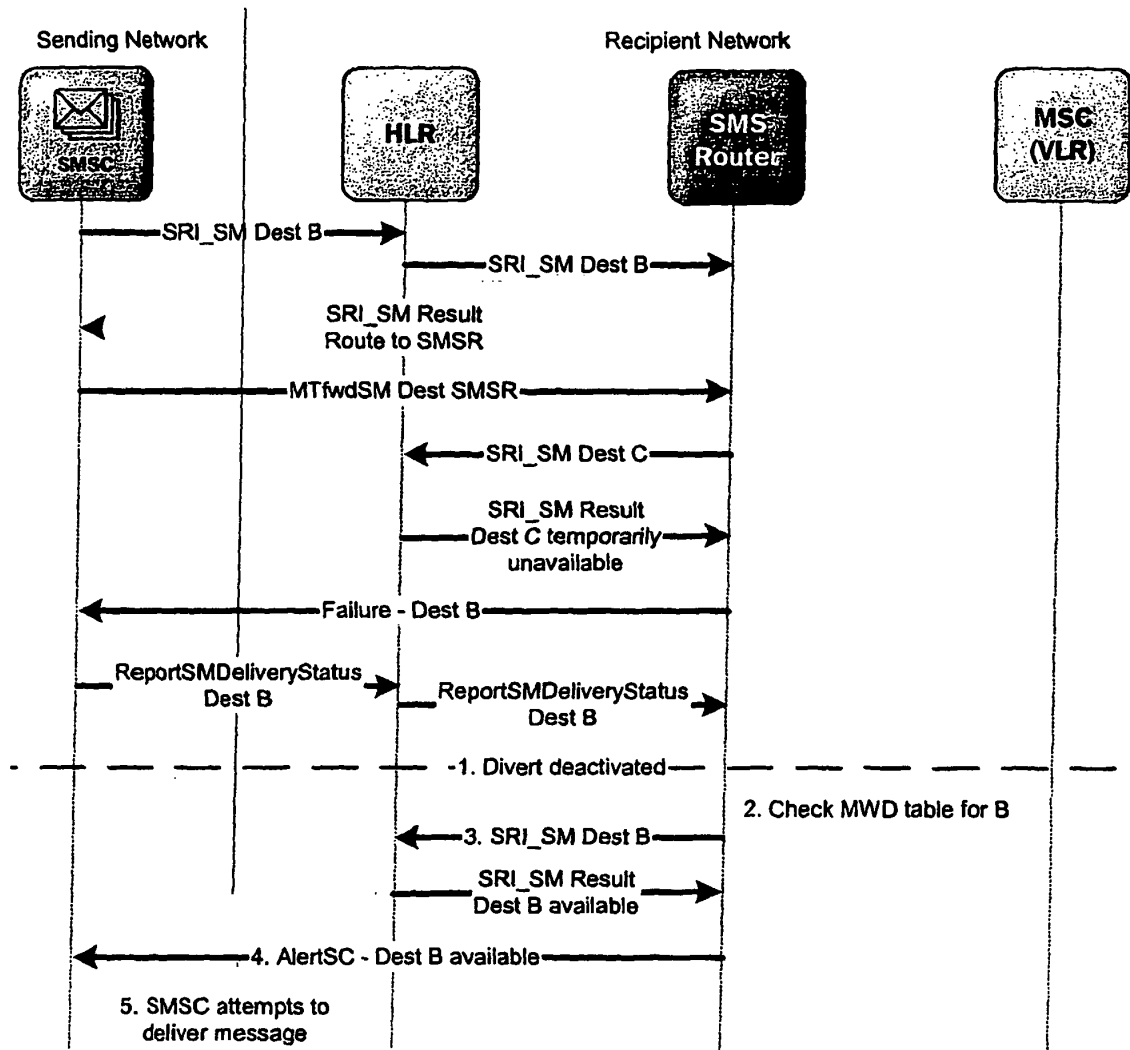 Sending Network
Recipient Network
SMSC
HLR
SMS
Router
MSC
(VLR)
SRI_SM Dest B
SRI_SM Dest B
SRI_SM Result
Route to SMSR
MTfwdSM Dest SMSR
SRI_SM Dest C
SRI_SM Result
Dest C temporarily
unavailable
Failure - Dest B
ReportSMDeliveryStatus
Dest B
ReportSMDeliveryStatus
Dest B
1. Divert deactivated
2. Check MWD table for B
3. SRI_SM Dest B
SRI_SM Result
Dest B available
4. AlertSC - Dest B available
5. SMSC attempts to
deliver message